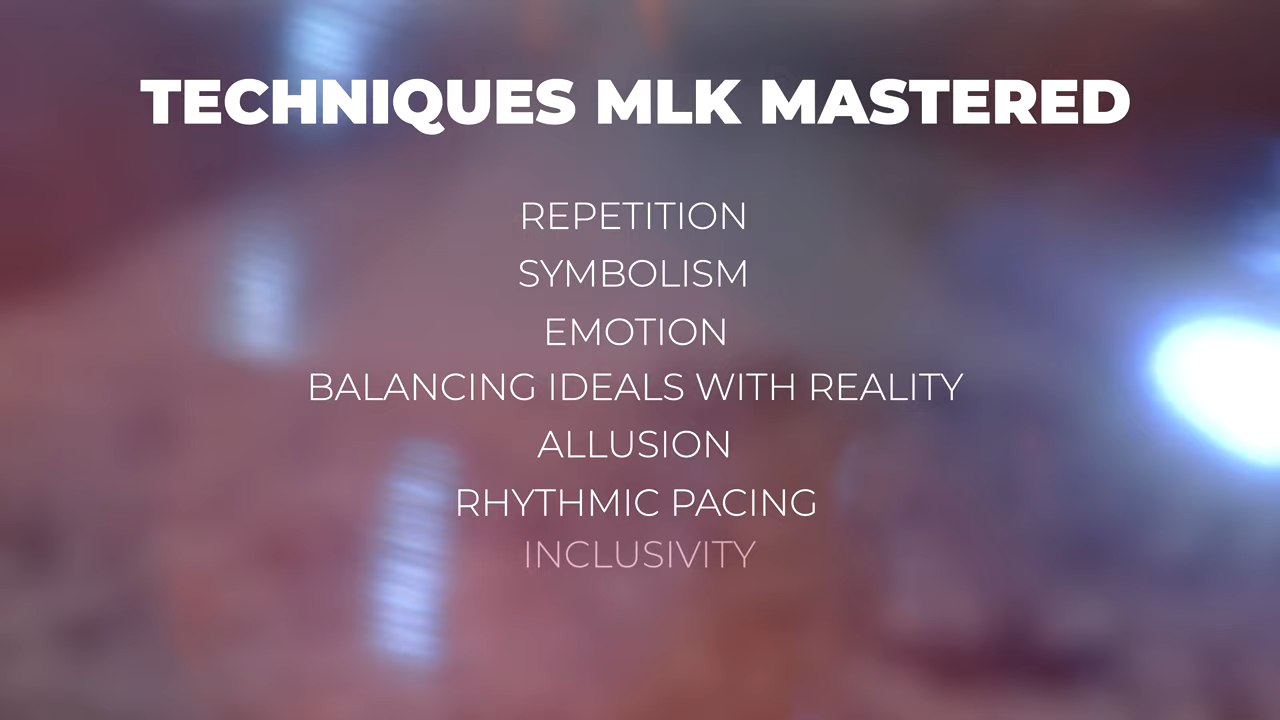 TECHNIQUES MLK MASTERED
REPETITION
SYMBOLISM
EMOTION
BALANCING IDEALS WITH REALITY
ALLUSION
RHYTHMIC PACING
INCLUSIVITY